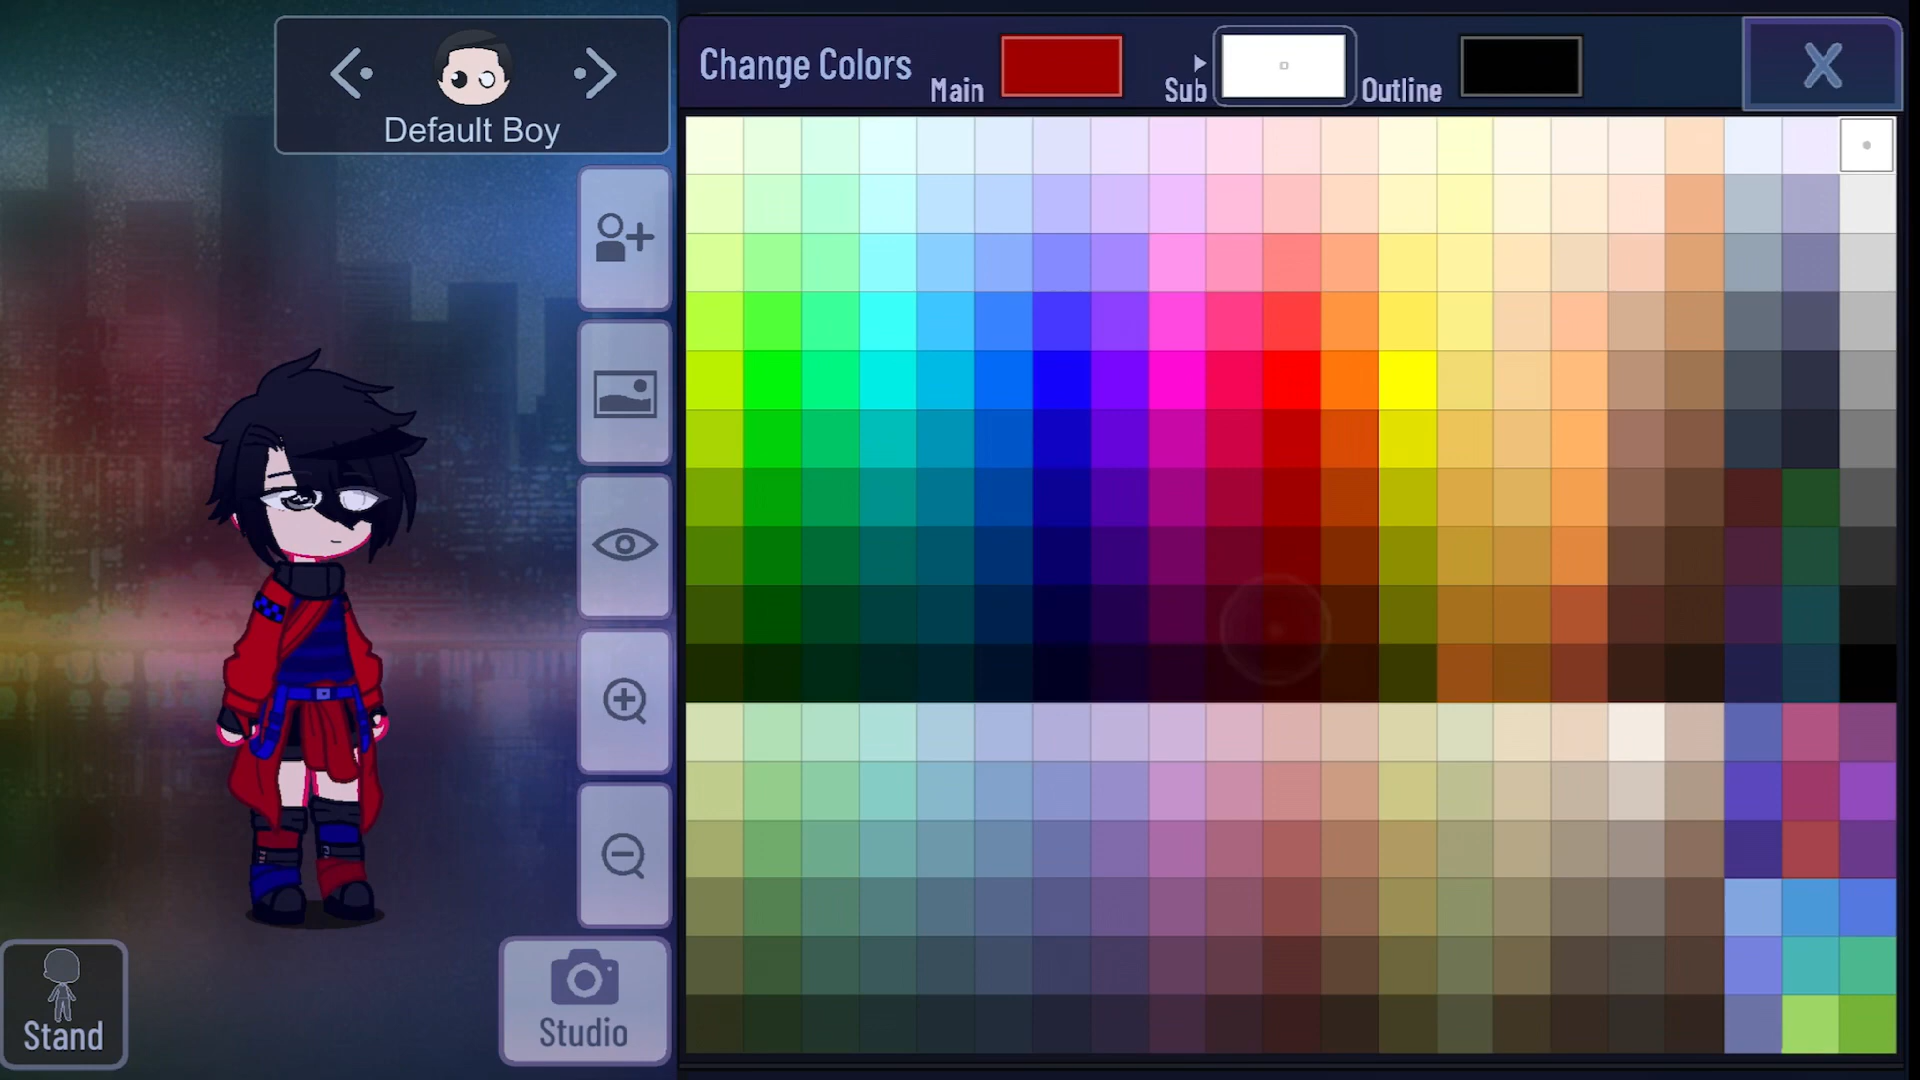 Default Boy
Change Colors
Main
Sub
Outline
X
Stand
Studio